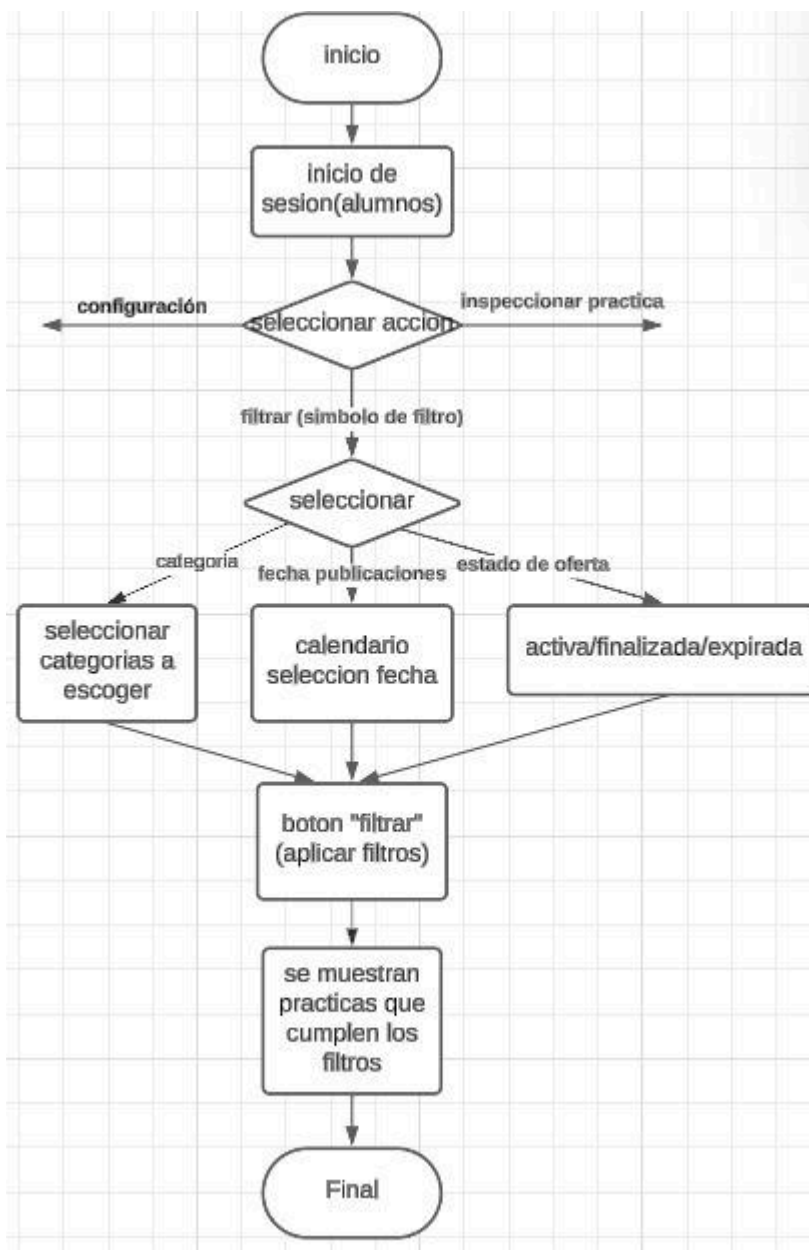 inicio
inicio de
sesion(alumnos)
configuración
seleccionar accion
inspeccionar practica
filtrar (simbolo de filtro)
seleccionar
categoria
fecha publicaciones
estado de oferta
seleccionar
categorias a
escoger
calendario
seleccion fecha
activa/finalizada/expirada
boton "filtrar"
(aplicar filtros)
se muestran
practicas que
cumplen los
filtros
Final